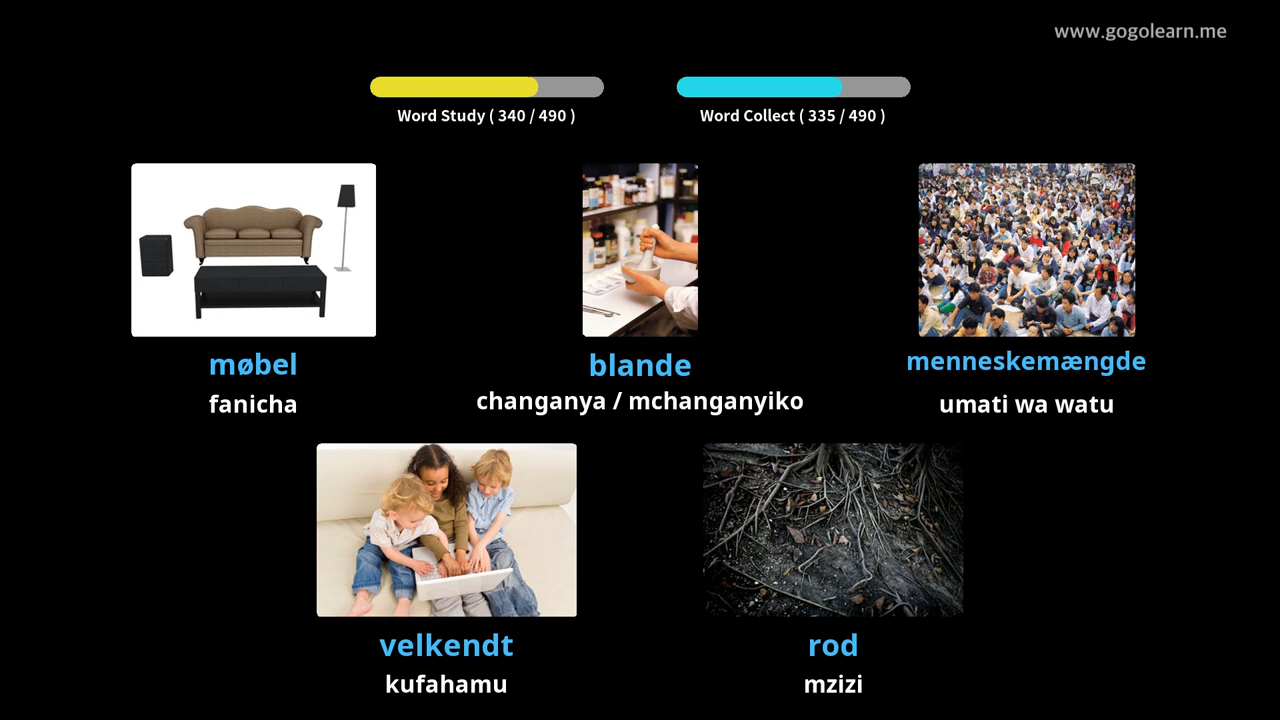 www.gogolearn.me
Word Study ( 340 / 490 )
Word Collect ( 335 / 490 )
møbel
fanicha
blande
changanya / mchanganyiko
menneskemængde
umati wa watu
velkendt
kufahamu
rod
mzizi